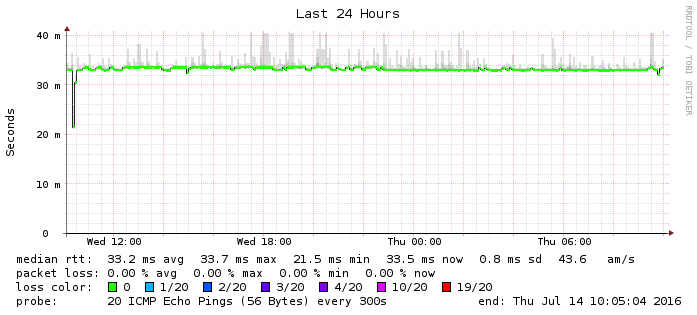 Last 24 Hours
RRDTOOL / TOBI OETIKER
Seconds
40 m
30 m
20 m
10 m
0
Wed 12:00 Wed 18:00 Thu 00:00 Thu 06:00
median rtt: 33.2 ms avg 33.7 ms max 21.5 ms min 33.5 ms now 0.8 ms sd 43.6 am/s
packet loss: 0.00 % avg 0.00 % max 0.00 % min 0.00 % now
loss color: 0 1/20 2/20 3/20 4/20 10/20 19/20
probe: 20 ICMP Echo Pings (56 Bytes) every 300s end: Thu Jul 14 10:05:04 2016